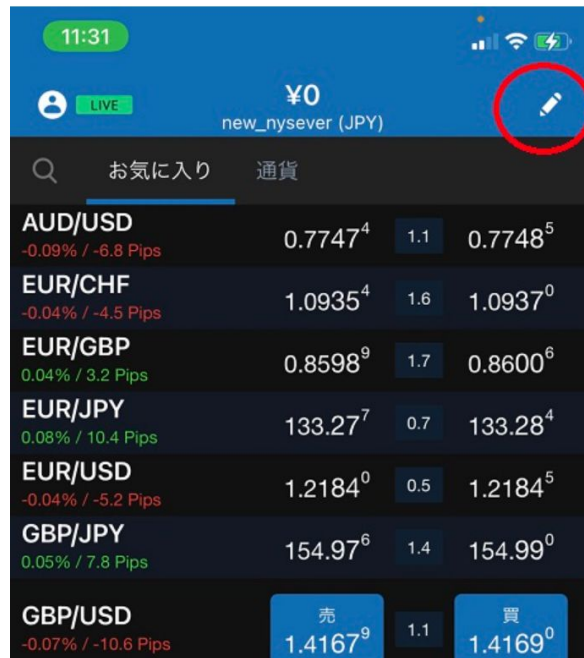 11:31
LIVE
¥0
new_nysever (JPY)
お気に入り 通貨
AUD/USD
-0.09% / -6.8 Pips
0.7747⁴ 1.1 0.7748⁵
EUR/CHF
-0.04% / -4.5 Pips
1.0935⁴ 1.6 1.0937⁰
EUR/GBP
0.04% / 3.2 Pips
0.8598⁹ 1.7 0.8600⁶
EUR/JPY
0.08% / 10.4 Pips
133.27⁷ 0.7 133.28⁴
EUR/USD
-0.04% / -5.2 Pips
1.2184⁰ 0.5 1.2184⁵
GBP/JPY
0.05% / 7.8 Pips
154.97⁶ 1.4 154.99⁰
GBP/USD
-0.07% / -10.6 Pips
売
1.4167⁹
1.1
買
1.4169⁰